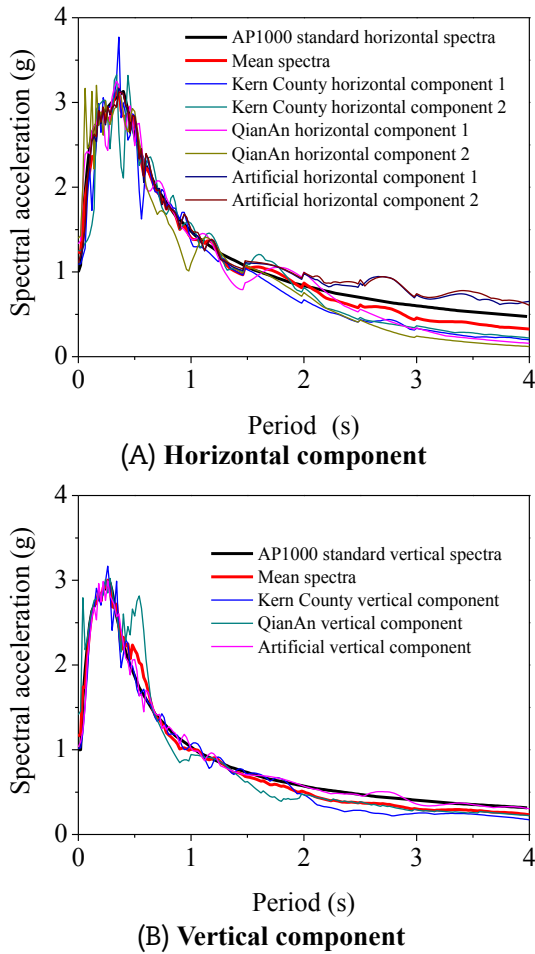 4
3
2
1
0
Spectral acceleration (g)
AP1000 standard horizontal spectra
Mean spectra
Kern County horizontal component 1
Kern County horizontal component 2
QianAn horizontal component 1
QianAn horizontal component 2
Artificial horizontal component 1
Artificial horizontal component 2
0 1 2 3 4
Period (s)
(A) Horizontal component
4
3
2
1
0
Spectral acceleration (g)
AP1000 standard vertical spectra
Mean spectra
Kern County vertical component
QianAn vertical component
Artificial vertical component
0 1 2 3 4
Period (s)
(B) Vertical component